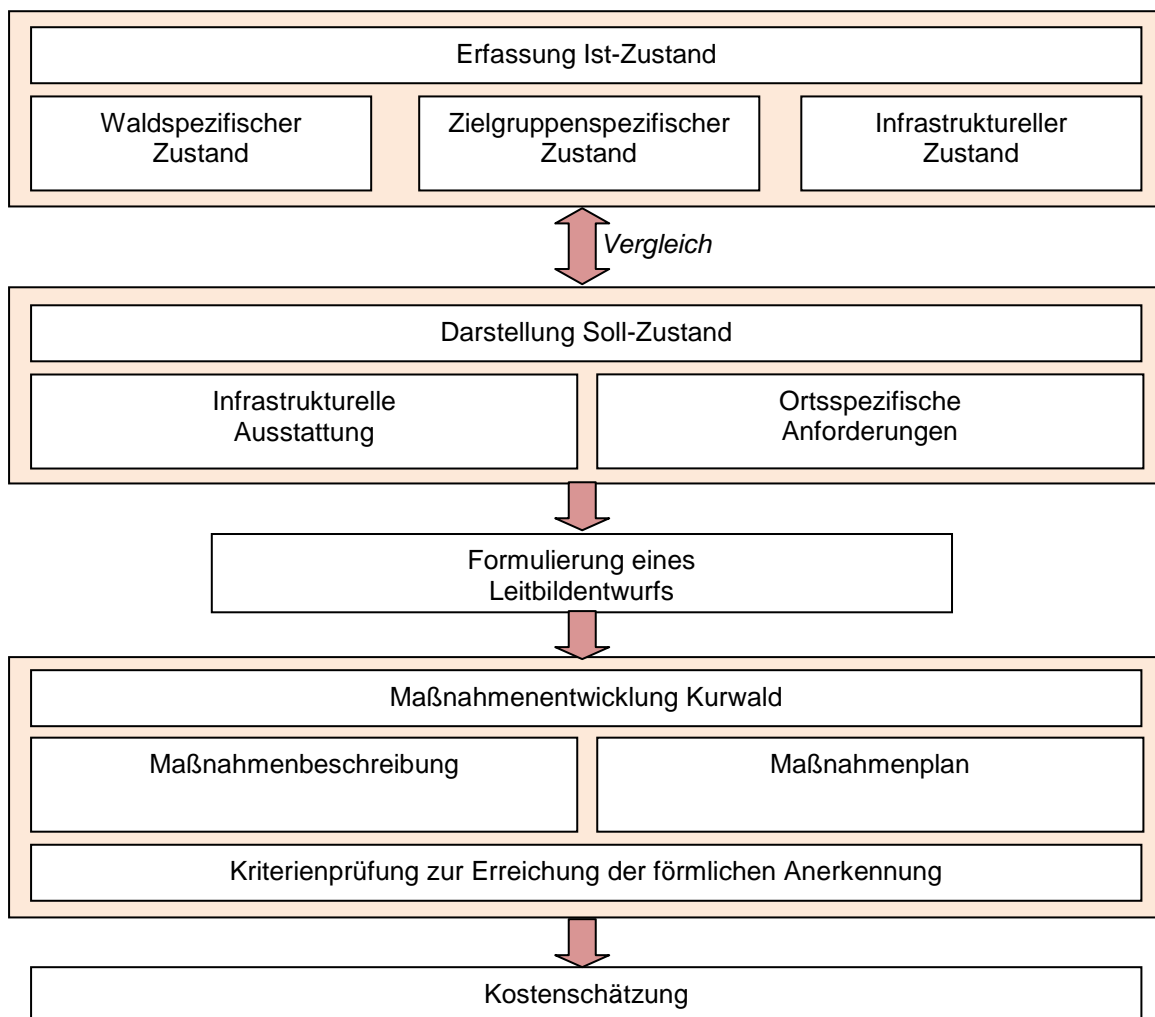 Erfassung Ist-Zustand
Waldspezifischer
Zustand
Zielgruppenspezifischer
Zustand
Infrastruktureller
Zustand
Vergleich
Darstellung Soll-Zustand
Infrastrukturelle
Ausstattung
Ortsspezifische
Anforderungen
Formulierung eines
Leitbildentwurfs
Maßnahmenentwicklung Kurwald
Maßnahmenbeschreibung
Maßnahmenplan
Kriterienprüfung zur Erreichung der förmlichen Anerkennung
Kostenschätzung